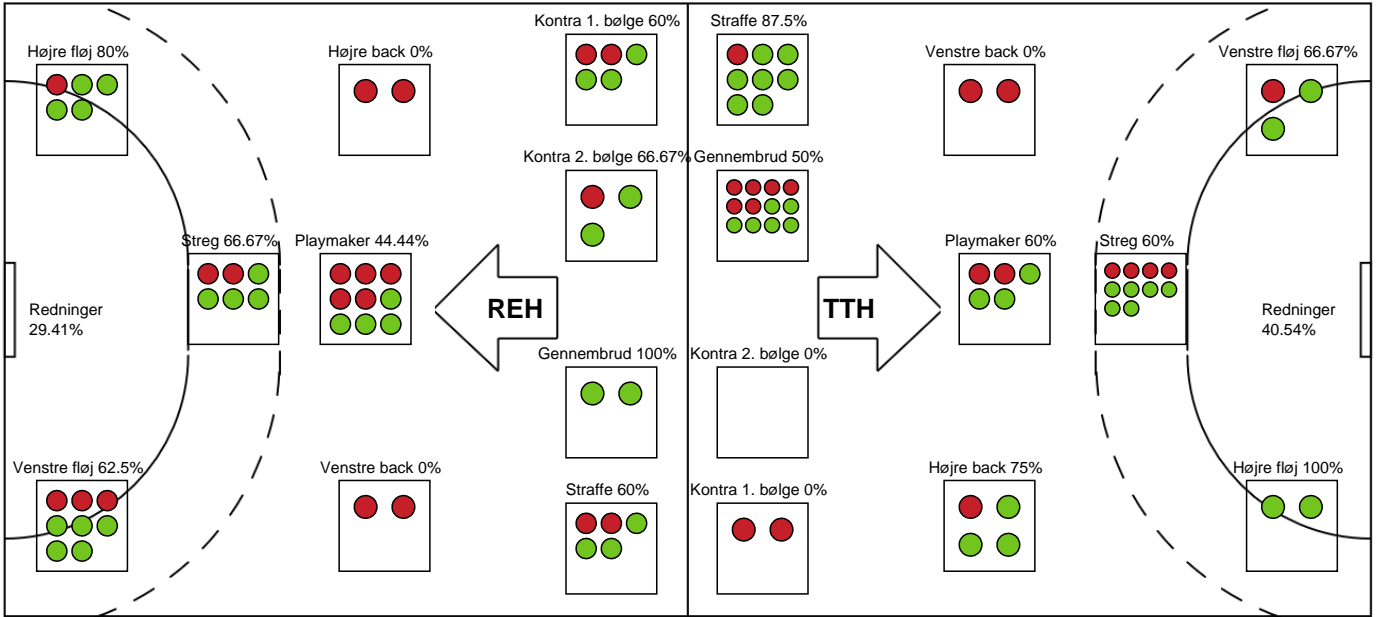 Kontra 1. bølge 60%
Straffe 87.5%
Højre fløj 80%
Højre back 0%
Venstre back 0%
Venstre fløj 66.67%
Kontra 2. bølge 66.67%
Gennembrud 50%
Streg 66.67%
Playmaker 44.44%
Playmaker 60%
Streg 60%
REH
TTH
Redninger
29.41%
Redninger
40.54%
Gennembrud 100%
Kontra 2. bølge 0%
Venstre fløj 62.5%
Venstre back 0%
Højre back 75%
Højre fløj 100%
Straffe 60%
Kontra 1. bølge 0%